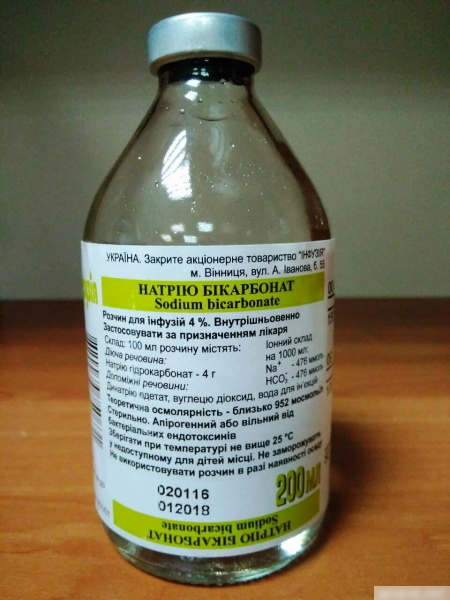 УКРАЇНА. Закрите акціонерне товариство "ІНФУЗІЯ"
м. Вінниця, вул. А. Іванова, б. 55
НАТРІЮ БІКАРБОНАТ
Sodium bicarbonate
Розчин для інфузій 4 %. Внутрішньовенно
Застосовувати за призначенням лікаря
Склад: 100 мл розчину містять:
Діюча речовина:
Натрію гідрокарбонат - 4 г
Допоміжні речовини:
Іонний склад
на 1000 мл:
Na⁺ - 476 ммоль
HCO₃⁻ - 476 ммоль
Динатрію едетат, вуглецю діоксид, вода для ін'єкцій
Теоретична осмолярність - близько 952 мосмоль/
Стерильно. Апірогенний або вільний від
бактеріальних ендотоксинів
Зберігати при температурі не вище 25 °С
у недоступному для дітей місці. Не заморожувати.
Не використовувати розчин в разі наявності осаду
200 МЛ
020116
012018
НАТРІЮ БІКАРБОНАТ
Sodium bicarbonate